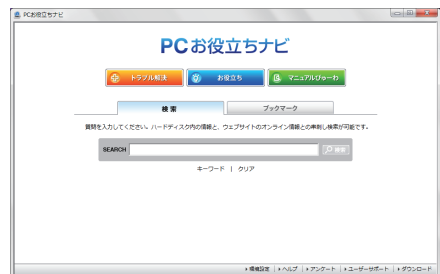 PCお役立ちナビ
PCお役立ちナビ
トラブル解決 お役立ち マニュアルびゅーわ
検索 ブックマーク
質問を入力してください。ハードディスク内の情報と、ウェブサイトのオンライン情報との串刺し検索が可能です。
SEARCH 検索
キーワード | クリア
環境設定 | ヘルプ | アンケート | ユーザーサポート | ダウンロード